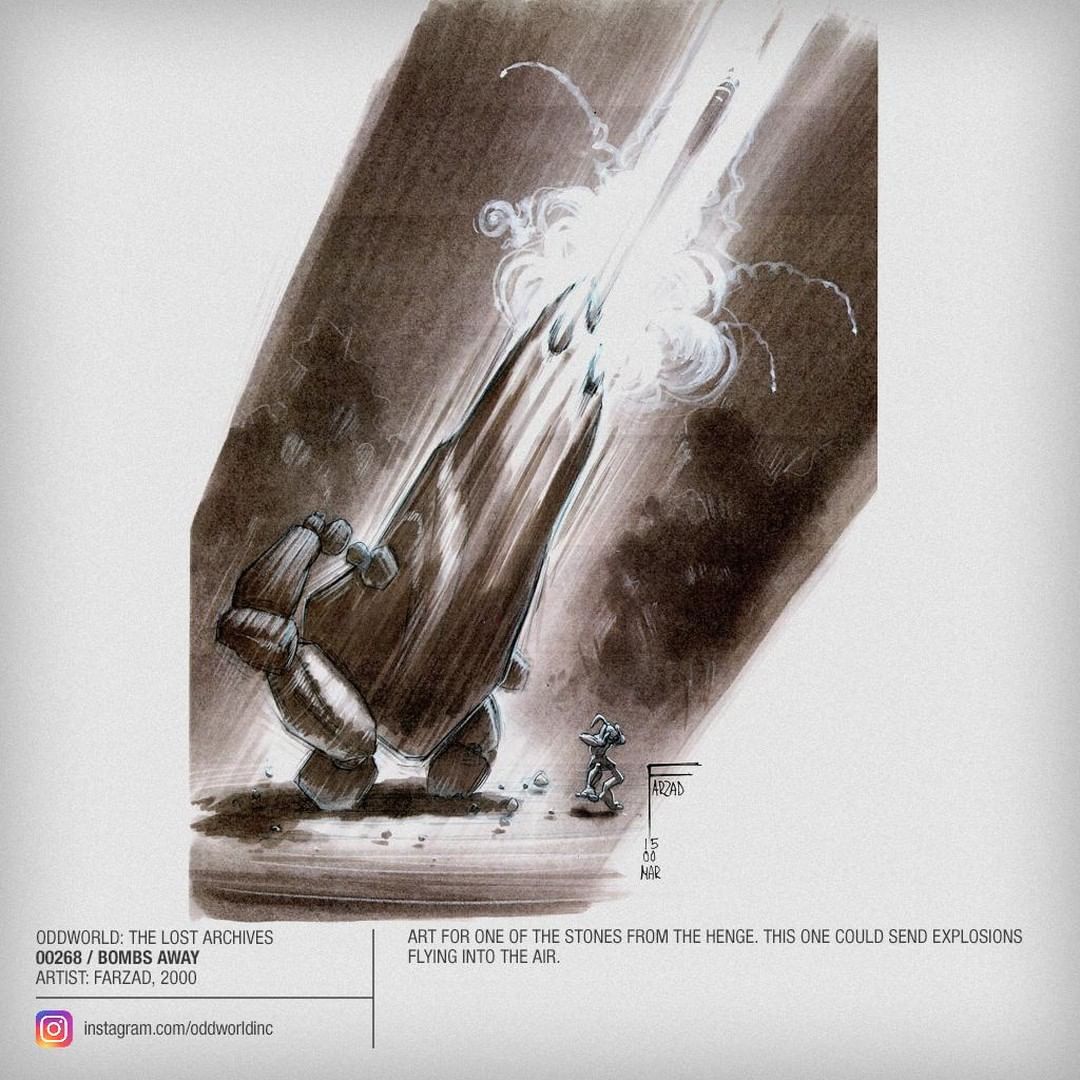 FARZAD
15
00
MAR
ODDWORLD: THE LOST ARCHIVES
00268 / BOMBS AWAY
ARTIST: FARZAD, 2000
instagram.com/oddworldinc
ART FOR ONE OF THE STONES FROM THE HENGE. THIS ONE COULD SEND EXPLOSIONS
FLYING INTO THE AIR.